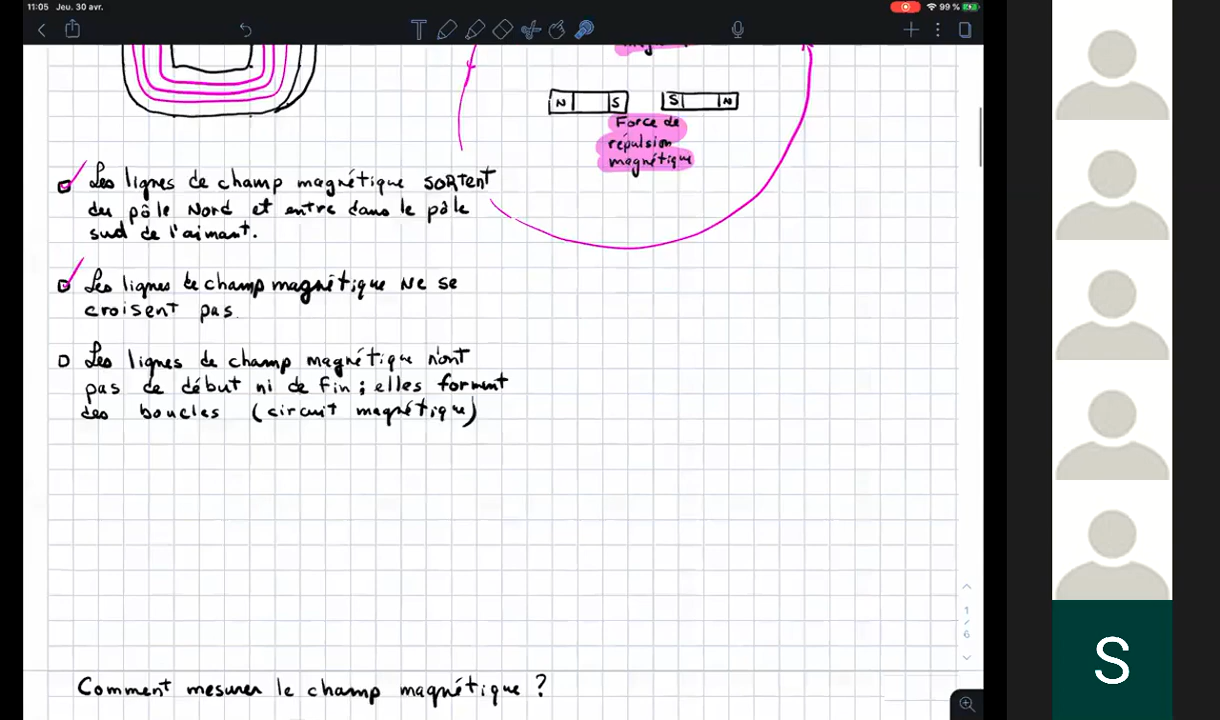 11:05 Jeu. 30 avr.
99 %
N S S N
Force de
répulsion
magnétique
Les lignes de champ magnétique sortent
du pôle Nord et entre dans le pôle
sud de l'aimant.
Les lignes de champ magnétique Ne se
croisent pas.
Les lignes de champ magnétique n'ont
pas de début ni de fin ; elles forment
des boucles (circuit magnétique)
1
/
6
Comment mesurer le champ magnétique ?
S